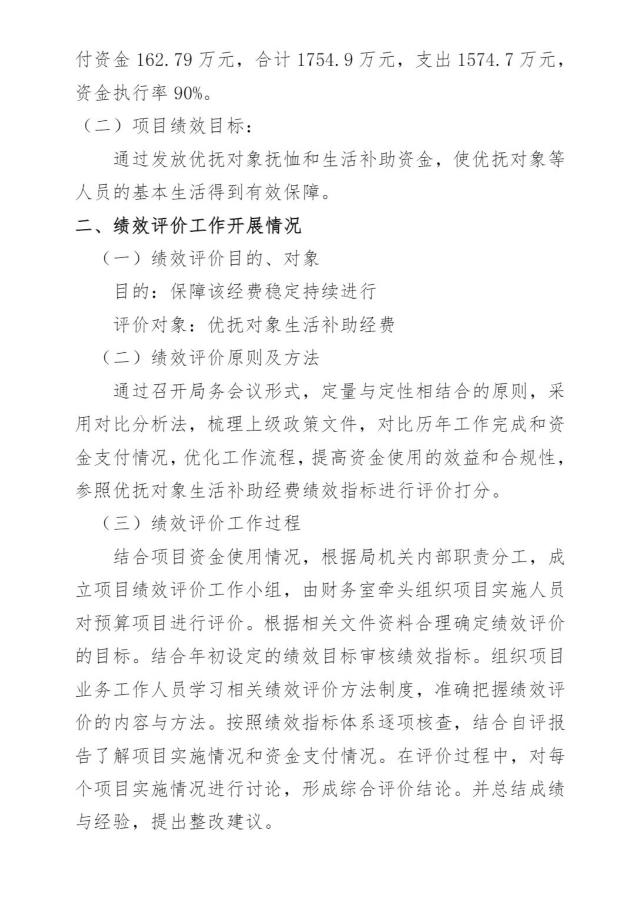 付资金 162.79 万元，合计 1754.9 万元，支出 1574.7 万元，
资金执行率 90%。
（二）项目绩效目标：
通过发放优抚对象抚恤和生活补助资金，使优抚对象等
人员的基本生活得到有效保障。
二、绩效评价工作开展情况
（一）绩效评价目的、对象
目的：保障该经费稳定持续进行
评价对象：优抚对象生活补助经费
（二）绩效评价原则及方法
通过召开局务会议形式，定量与定性相结合的原则，采
用对比分析法，梳理上级政策文件，对比历年工作完成和资
金支付情况，优化工作流程，提高资金使用的效益和合规性，
参照优抚对象生活补助经费绩效指标进行评价打分。
（三）绩效评价工作过程
结合项目资金使用情况，根据局机关内部职责分工，成
立项目绩效评价工作小组，由财务室牵头组织项目实施人员
对预算项目进行评价。根据相关文件资料合理确定绩效评价
的目标。结合年初设定的绩效目标审核绩效指标。组织项目
业务工作人员学习相关绩效评价方法制度，准确把握绩效评
价的内容与方法。按照绩效指标体系逐项核查，结合自评报
告了解项目实施情况和资金支付情况。在评价过程中，对每
个项目实施情况进行讨论，形成综合评价结论。并总结成绩
与经验，提出整改建议。